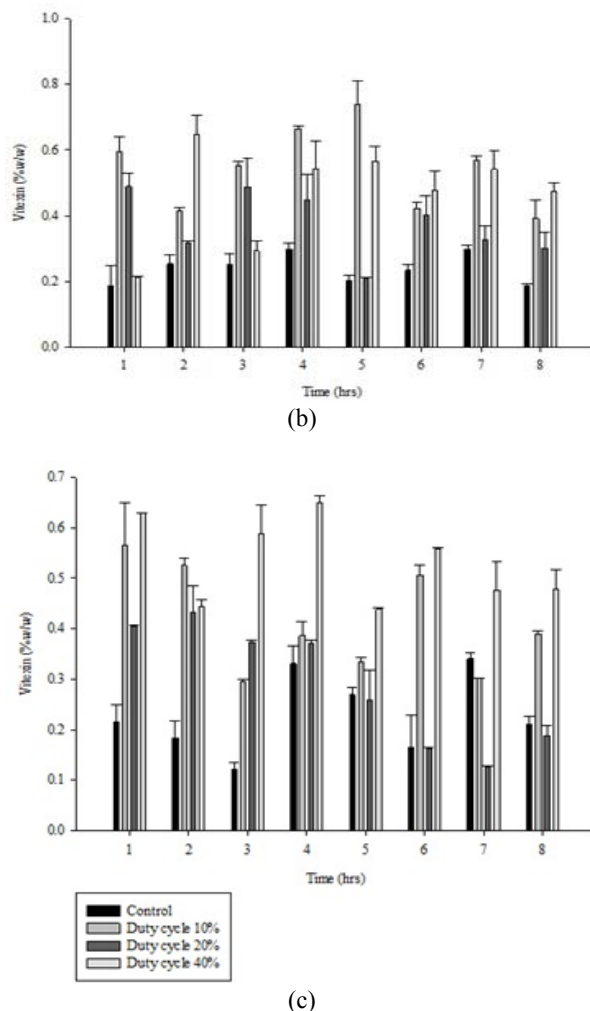 1.0
0.8
0.6
0.4
0.2
0.0
Vitexin (%w/w)
1 2 3 4 5 6 7 8
Time (hrs)
(b)
0.7
0.6
0.5
0.4
0.3
0.2
0.1
0.0
Vitexin (%w/w)
1 2 3 4 5 6 7 8
Time (hrs)
Control
Duty cycle 10%
Duty cycle 20%
Duty cycle 40%
(c)